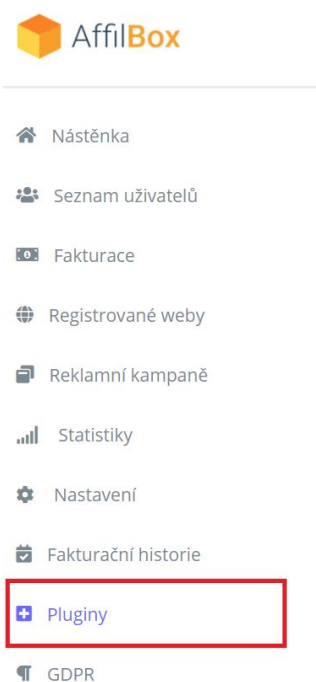 AffilBox
Nástěnka
Seznam uživatelů
Fakturace
Registrované weby
Reklamní kampaně
Statistiky
Nastavení
Fakturační historie
Pluginy
GDPR